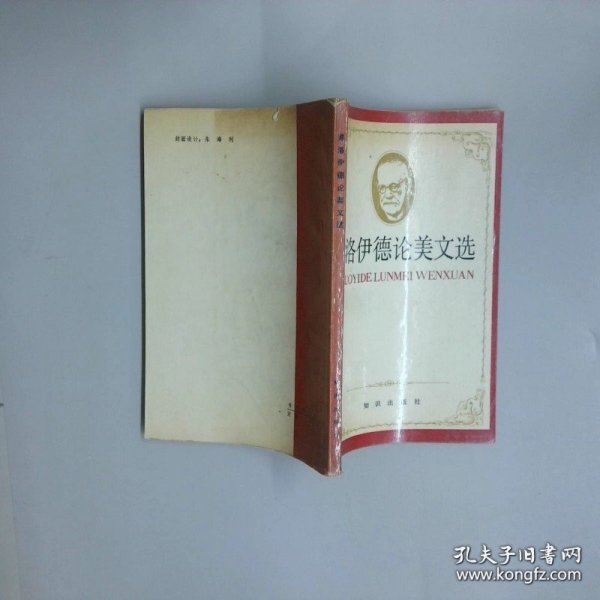 封面设计：朱海刚
弗洛伊德论美文选
洛伊德论美文选
OYIDE LUNMEI WENXUAN
知识出版社
孔夫子旧书网
www.kongfz.com